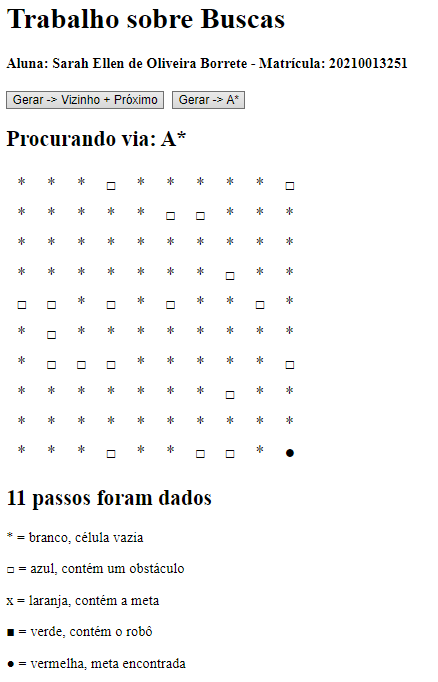 Trabalho sobre Buscas
Aluna: Sarah Ellen de Oliveira Borrete - Matrícula: 20210013251
Gerar -> Vizinho + Próximo Gerar -> A*
Procurando via: A*
* * * □ * * * * * □
* * * * * □ □ * * *
* * * * * * * * * *
* * * * * * * □ * *
□ □ * □ * □ * * □ *
* □ * * * * * * * *
* □ □ □ * * * * * □
* * * * * * * □ * *
* * * * * * * * * *
* * * □ * * □ □ * ●
11 passos foram dados
* = branco, célula vazia
□ = azul, contém um obstáculo
x = laranja, contém a meta
■ = verde, contém o robô
● = vermelha, meta encontrada